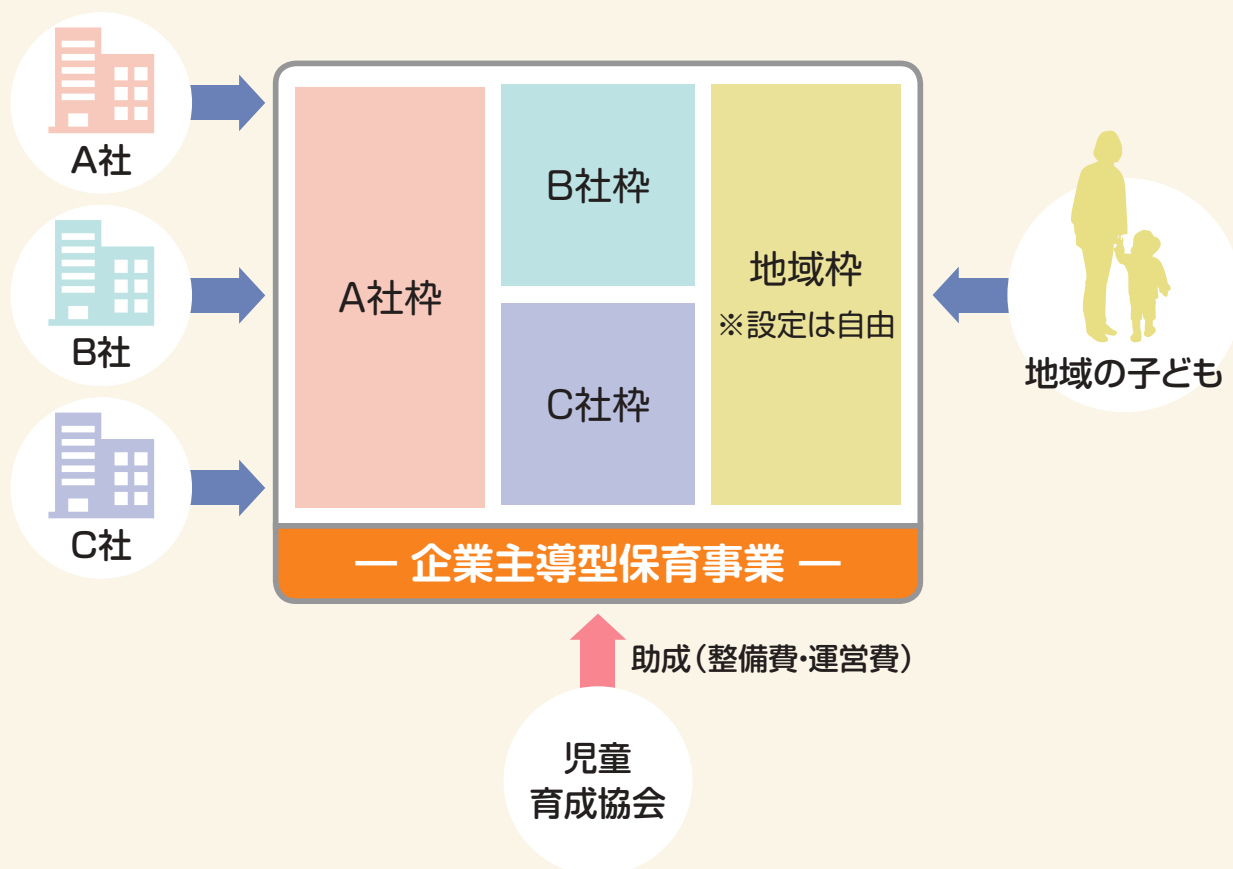 A社
B社
C社
A社枠
B社枠
C社枠
地域枠
※設定は自由
地域の子ども
― 企業主導型保育事業 ―
助成（整備費・運営費）
児童
育成協会